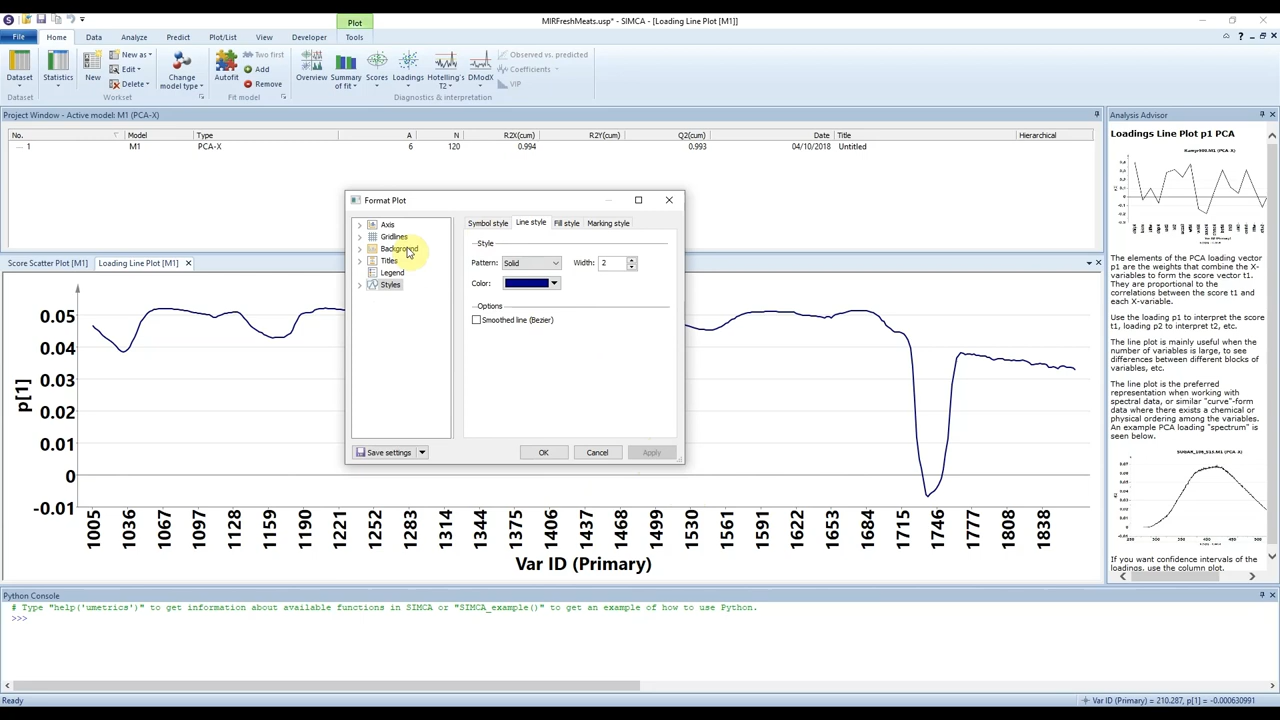 Plot
MIRFreshMeats.usp* - SIMCA - [Loading Line Plot [M1]]
File Home Data Analyze Predict Plot/List View Developer Tools
Dataset
Statistics
New
New as
Edit
Delete
Change model type
Autofit
Two first
Add
Remove
Overview
Summary of fit
Scores
Loadings
Hotelling's T2
DModX
Observed vs. predicted
Coefficients
VIP
Dataset Workset Fit model Diagnostics & interpretation
Project Window - Active model: M1 (PCA-X)
No. Model Type A N R2X(cum) R2Y(cum) Q2(cum) Date Title Hierarchical
1 M1 PCA-X 6 120 0.994 0.993 04/10/2018 Untitled
Score Scatter Plot [M1] Loading Line Plot [M1]
Format Plot
Axis
Gridlines
Background
Titles
Legend
Styles
Symbol style Line style Fill style Marking style
Style
Pattern: Solid Width: 2
Color:
Options
Smoothed line (Bezier)
Save settings OK Cancel Apply
p[1]
0.05
0.04
0.03
0.02
0.01
0
-0.01
1005 1036 1067 1097 1128 1159 1190 1221 1252 1283 1314 1344 1375 1406 1437 1468 1499 1530 1561 1591 1622 1653 1684 1715 1746 1777 1808 1838
Var ID (Primary)
Analysis Advisor
Loadings Line Plot p1 PCA
The elements of the PCA loading vector
p1 are the weights that combine the X-
variables to form the score vector t1.
They are proportional to the
correlations between the score t1 and
each X-variable.
Use the loading p1 to interpret the score
t1, loading p2 to interpret t2, etc.
The line plot is mainly useful when the
number of variables is large, to see
differences between different blocks of
variables, etc.
The line plot is the preferred
representation when working with
spectral data, or similar "curve"-form
data where there exists a chemical or
physical ordering among the variables.
An example PCA loading "spectrum" is
seen below.
If you want confidence intervals of the
loadings, use the column plot.
Python Console
# Type "help('umetrics')" to get information about available functions in SIMCA or "SIMCA_example()" to get an example of how to use Python.
>>>
Ready
Var ID (Primary) = 210.287, p[1] = -0.000630991